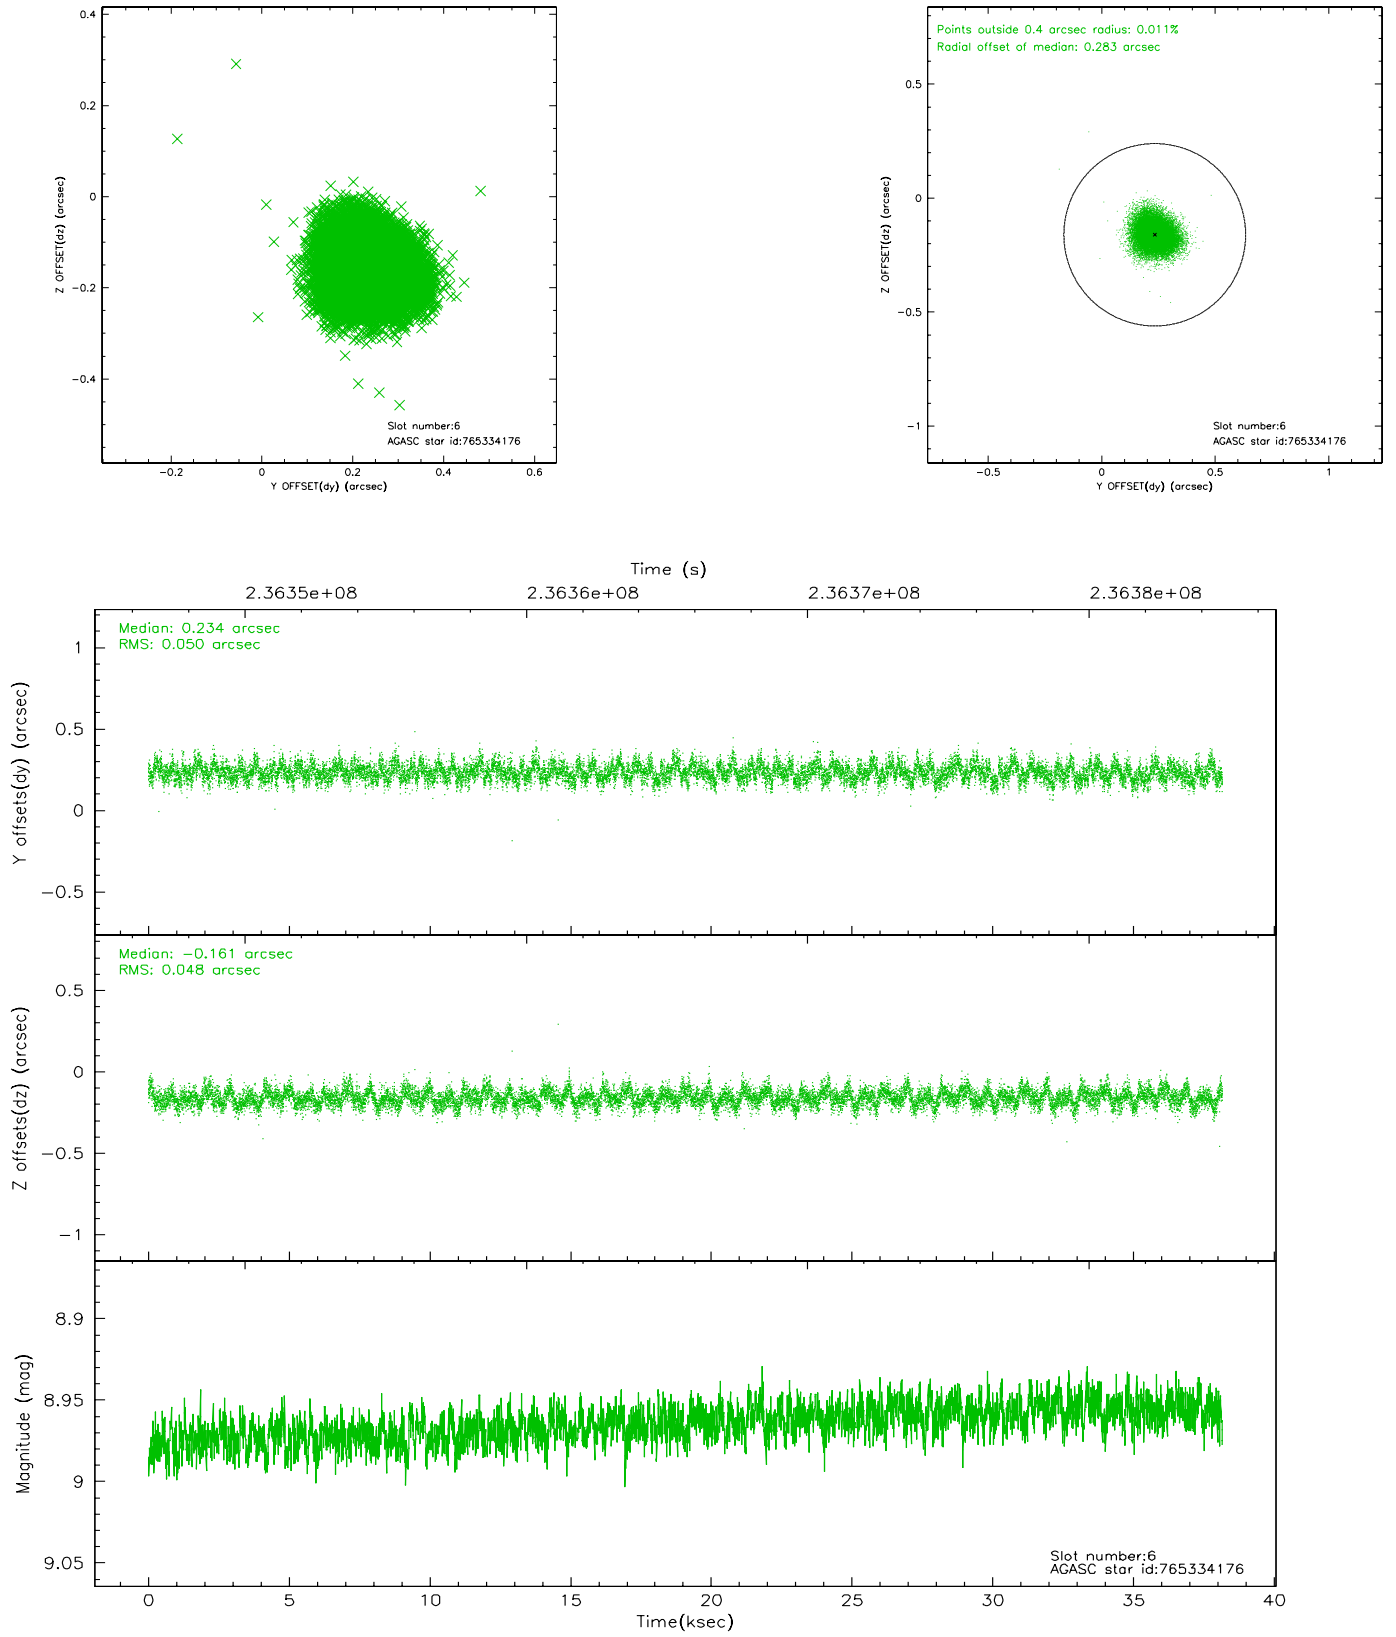 0.4
0.2
0
−0.2
−0.4
Z OFFSET(dz) (arcsec)
Slot number:6
AGASC star id:765334176
−0.2
0
0.2
0.4
0.6
Y OFFSET(dy) (arcsec)
Points outside 0.4 arcsec radius: 0.011%
Radial offset of median: 0.283 arcsec
0.5
0
−0.5
−1
Z OFFSET(dz) (arcsec)
Slot number:6
AGASC star id:765334176
−0.5
0
0.5
1
Y OFFSET(dy) (arcsec)
Time (s)
2.3635e+08
2.3636e+08
2.3637e+08
2.3638e+08
Median: 0.234 arcsec
RMS: 0.050 arcsec
1
0.5
0
−0.5
Y offsets(dy) (arcsec)
Median: −0.161 arcsec
RMS: 0.048 arcsec
0.5
0
−0.5
−1
Z offsets(dz) (arcsec)
8.9
8.95
9
9.05
Magnitude (mag)
Slot number:6
AGASC star id:765334176
0
5
10
15
20
25
30
35
40
Time(ksec)